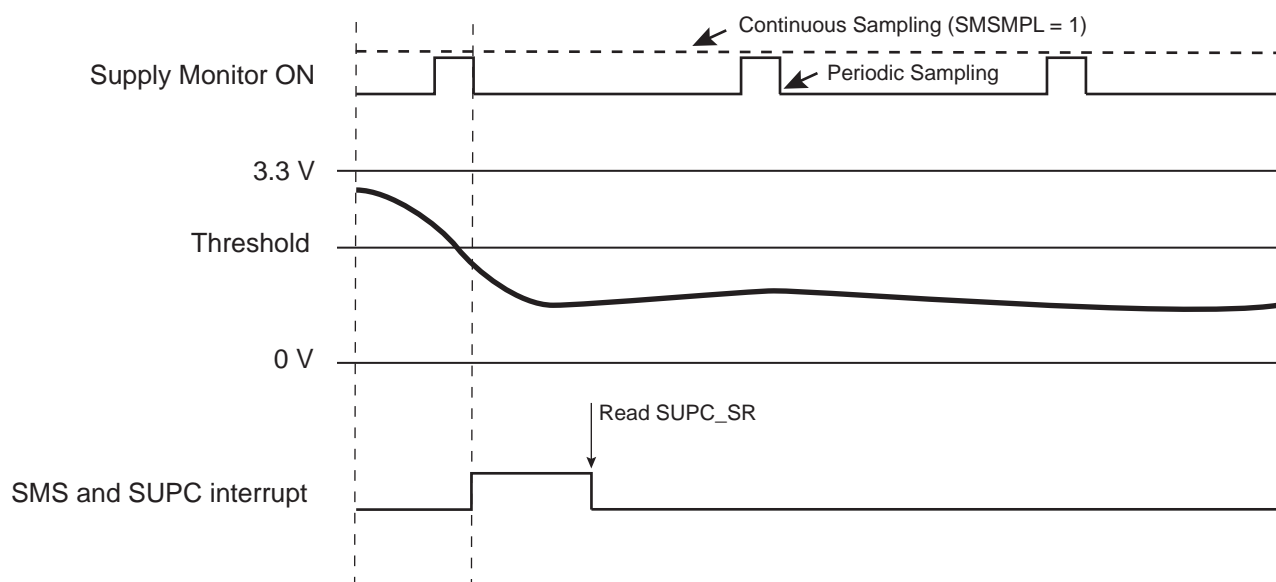 Continuous Sampling (SMSMPL = 1)
Supply Monitor ON
Periodic Sampling
3.3 V
Threshold
0 V
Read SUPC_SR
SMS and SUPC interrupt